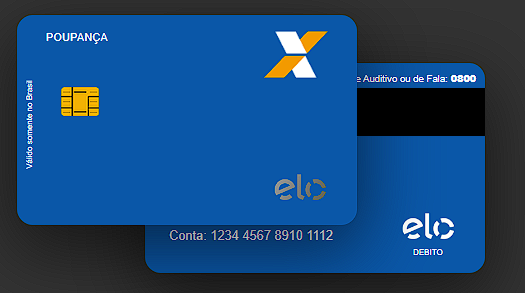 POUPANÇA
Válido somente no Brasil
elo
e Auditivo ou de Fala: 0800
Conta: 1234 4567 8910 1112
elo
DEBITO